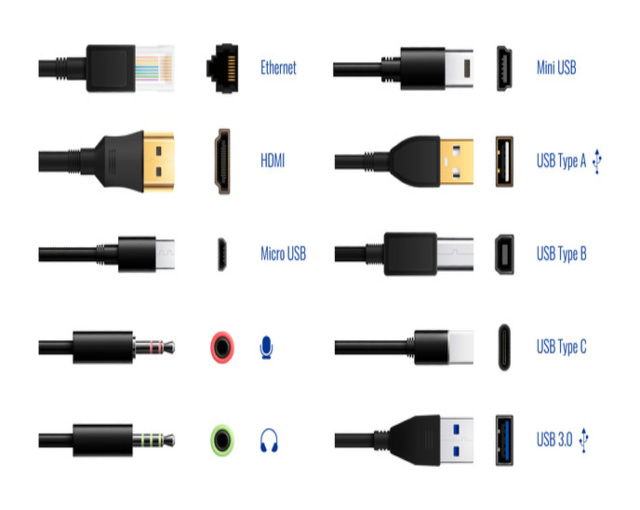 Ethernet
Mini USB
HDMI
USB Type A
Micro USB
USB Type B
USB Type C
USB 3.0